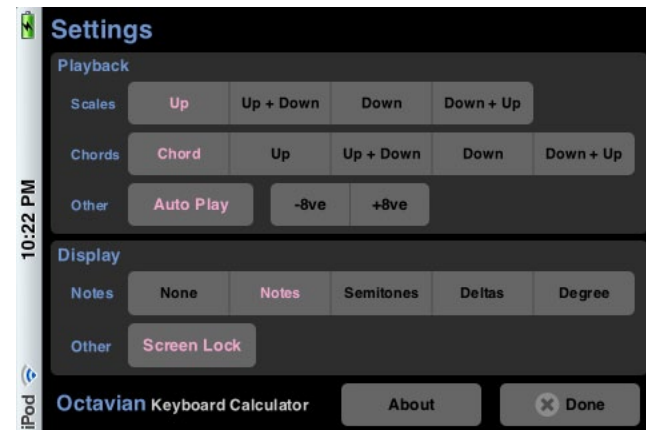 Settings
Playback
Scales Up Up + Down Down Down + Up
Chords Chord Up Up + Down Down Down + Up
Other Auto Play -8ve +8ve
Display
Notes None Notes Semitones Deltas Degree
Other Screen Lock
Octavian Keyboard Calculator About Done
iPod 10:22 PM